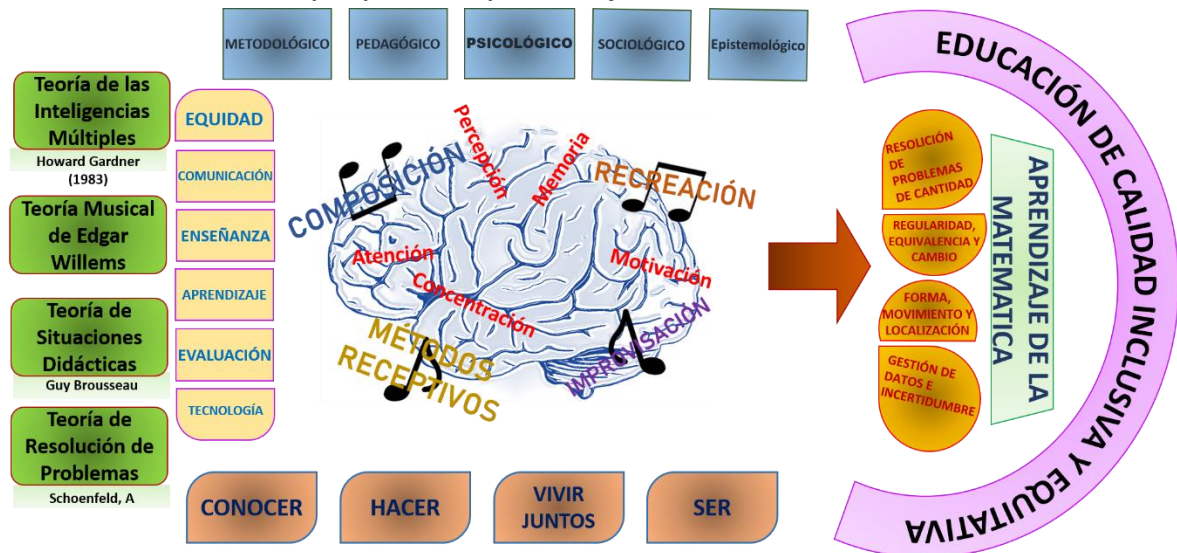 METODOLÓGICO
PEDAGÓGICO
PSICOLÓGICO
SOCIOLÓGICO
Epistemológico
Teoría de las
Inteligencias
Múltiples
Howard Gardner
(1983)
Teoría Musical
de Edgar
Willems
Teoría de
Situaciones
Didácticas
Guy Brousseau
Teoría de
Resolución de
Problemas
Schoenfeld, A
EQUIDAD
COMUNICACIÓN
ENSEÑANZA
APRENDIZAJE
EVALUACIÓN
TECNOLOGÍA
COMPOSICIÓN
Percepción
Memoria
RECREACIÓN
Atención
Concentración
Motivación
MÉTODOS
RECEPTIVOS
IMPROVISACIÓN
CONOCER
HACER
VIVIR
JUNTOS
SER
RESOLICIÓN
DE
PROBLEMAS
DE CANTIDAD
REGULARIDAD,
EQUIVALENCIA Y
CAMBIO
FORMA,
MOVIMIENTO Y
LOCALIZACIÓN
GESTIÓN DE
DATOS E
INCERTIDUMBRE
APRENDIZAJE DE LA
MATEMATICA
EDUCACIÓN DE CALIDAD INCLUSIVA Y EQUITATIVA